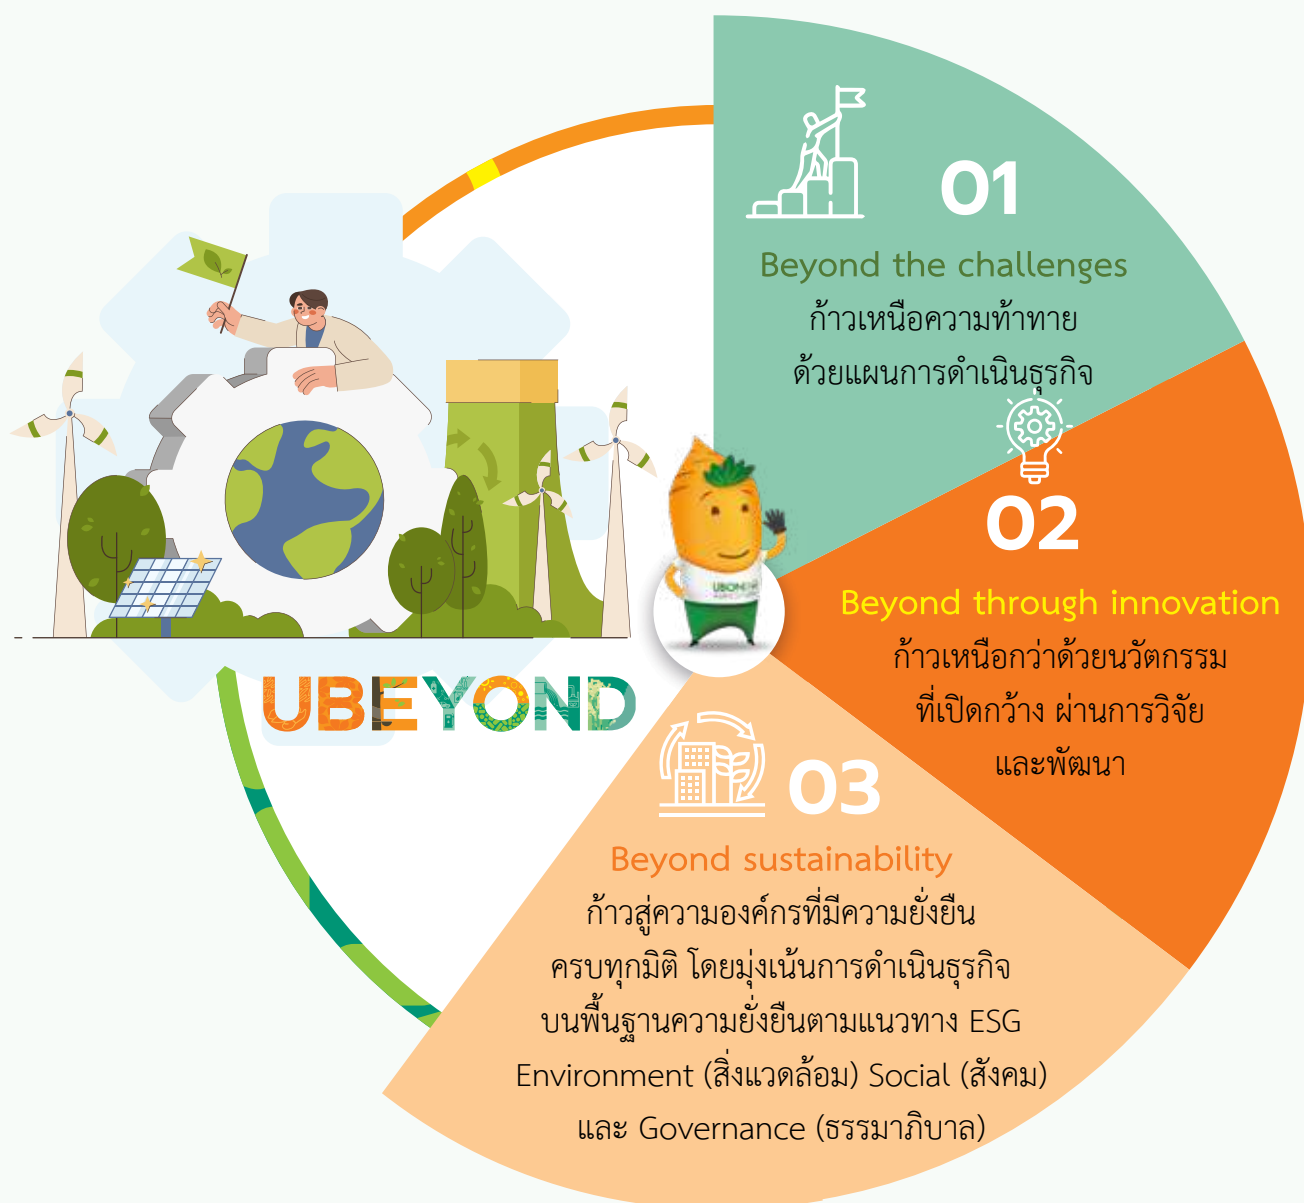 01
Beyond the challenges
ก้าวเหนือความท้าทาย
ด้วยแผนการดำเนินธุรกิจ
02
Beyond through innovation
ก้าวเหนือกว่าด้วยนวัตกรรม
ที่เปิดกว้าง ผ่านการวิจัย
และพัฒนา
UBEYOND
03
Beyond sustainability
ก้าวสู่ความองค์กรที่มีความยั่งยืน
ครบทุกมิติ โดยมุ่งเน้นการดำเนินธุรกิจ
บนพื้นฐานความยั่งยืนตามแนวทาง ESG
Environment (สิ่งแวดล้อม) Social (สังคม)
และ Governance (ธรรมาภิบาล)